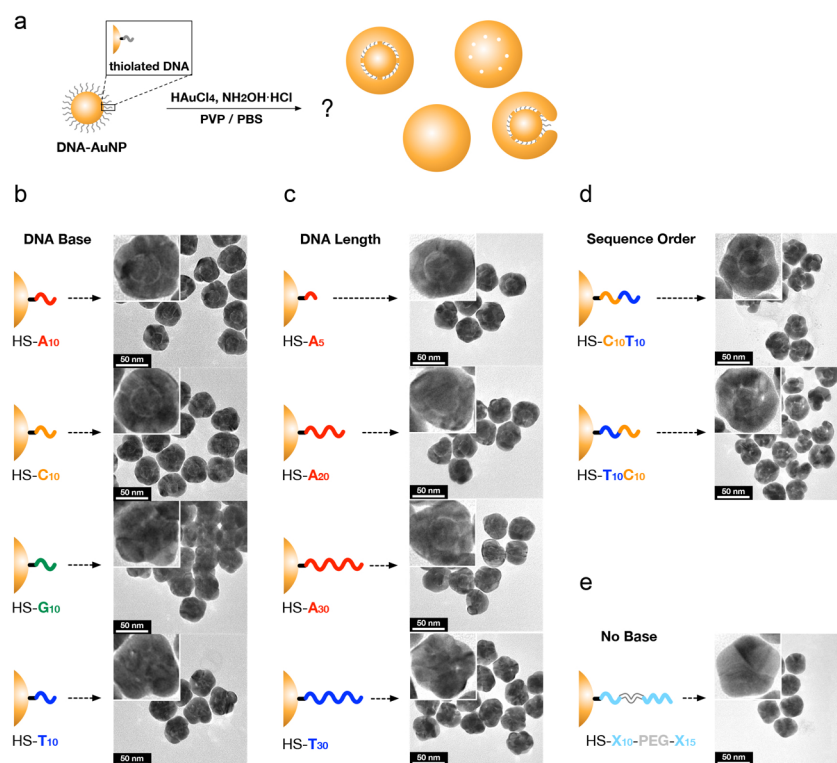 a
thiolated DNA
DNA-AuNP
HAuCl4, NH2OH·HCl
PVP / PBS
?
b
DNA Base
HS-A10
50 nm
HS-C10
50 nm
HS-G10
50 nm
HS-T10
50 nm
c
DNA Length
HS-A5
50 nm
HS-A20
50 nm
HS-A30
50 nm
HS-T30
50 nm
d
Sequence Order
HS-C10T10
50 nm
HS-T10C10
50 nm
e
No Base
HS-X10-PEG-X15
50 nm